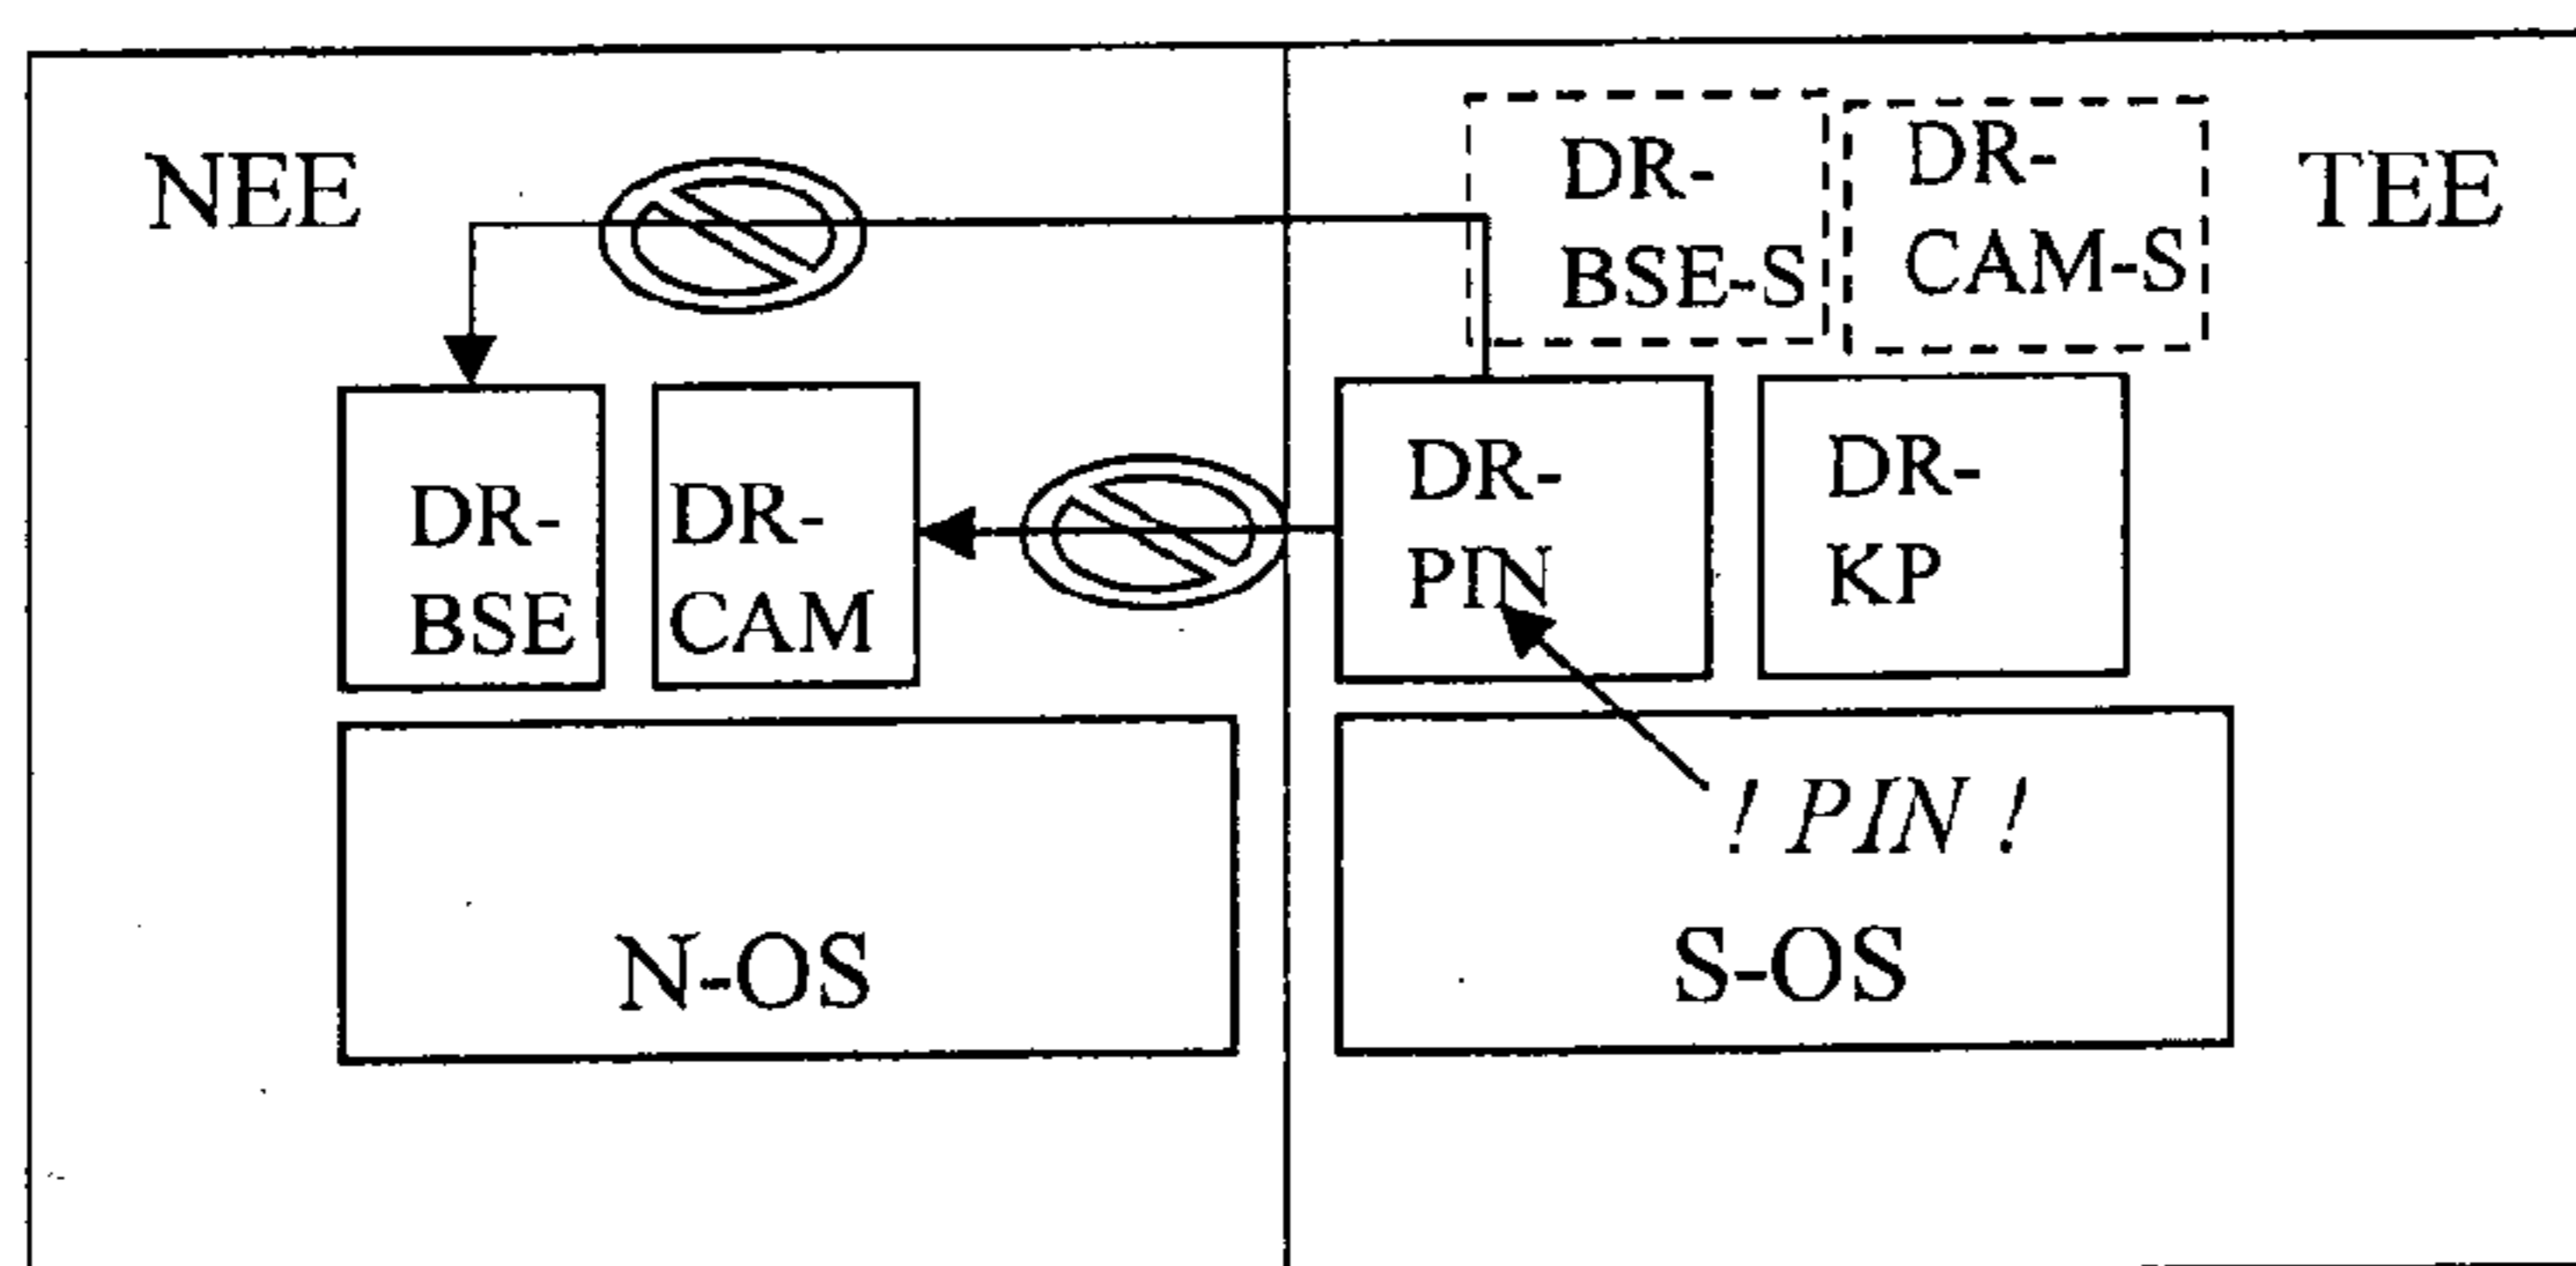 NEE
DR-
BSE-S
DR-
CAM-S
TEE
DR-
BSE
DR-
CAM
DR-
PIN
DR-
KP
! PIN !
N-OS
S-OS